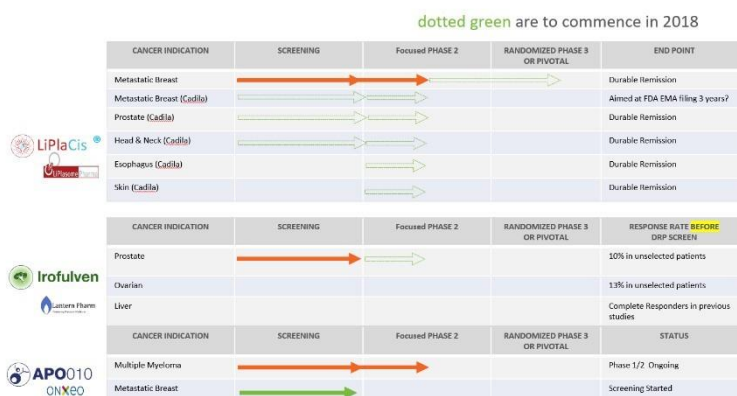 dotted green are to commence in 2018
CANCER INDICATION SCREENING Focused PHASE 2 RANDOMIZED PHASE 3 OR PIVOTAL END POINT
Metastatic Breast Durable Remission
Metastatic Breast (Cadila) Aimed at FDA EMA filing 3 years?
Prostate (Cadila) Durable Remission
LiPlaCis
Head & Neck (Cadila) Durable Remission
LiPlasome
Esophagus (Cadila) Durable Remission
Skin (Cadila) Durable Remission
CANCER INDICATION SCREENING Focused PHASE 2 RANDOMIZED PHASE 3 OR PIVOTAL RESPONSE RATE BEFORE DRP SCREEN
Prostate 10% in unselected patients
Irofulven
Ovarian 13% in unselected patients
Lantern Pharm
Liver Complete Responders in previous studies
CANCER INDICATION SCREENING Focused PHASE 2 RANDOMIZED PHASE 3 OR PIVOTAL STATUS
Multiple Myeloma Phase 1/2 Ongoing
APO010
onxeo
Metastatic Breast Screening Started